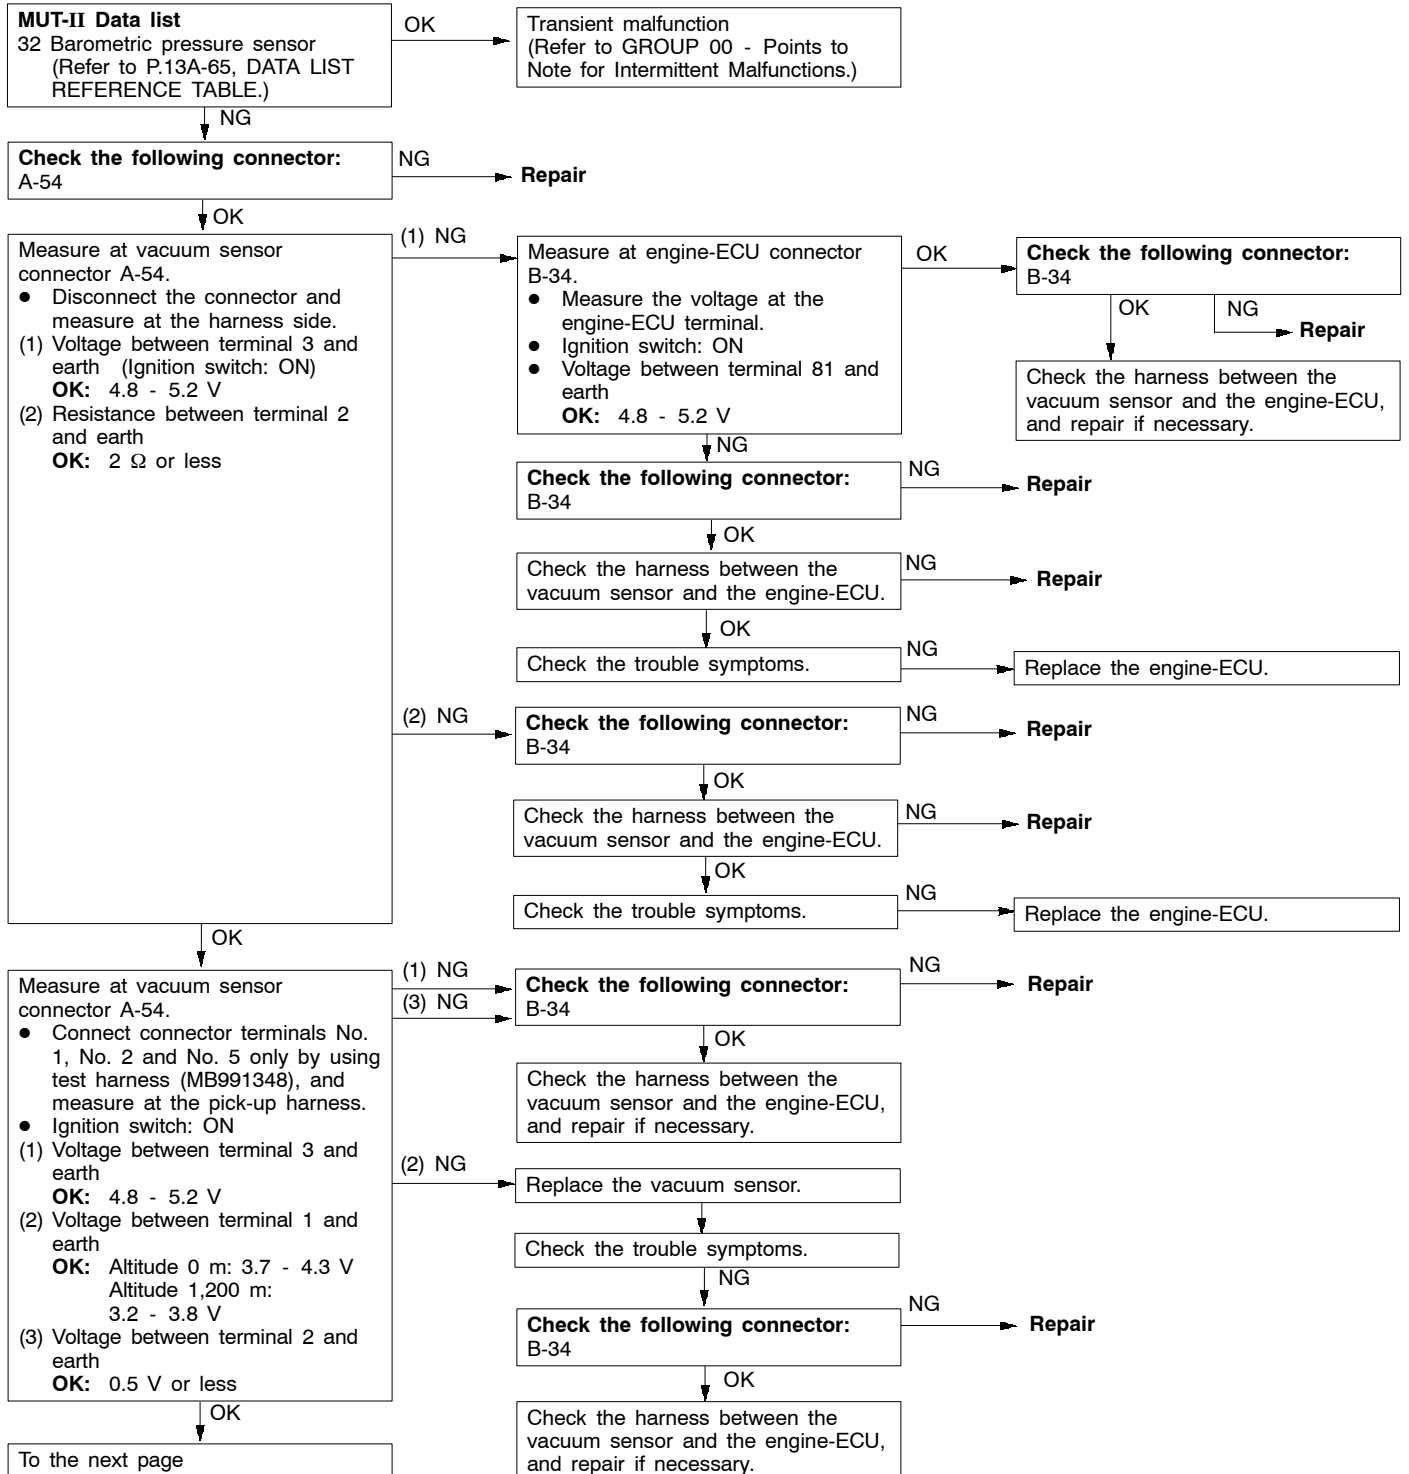 MUT-II Data list
32 Barometric pressure sensor
(Refer to P.13A-65, DATA LIST
REFERENCE TABLE.)
OK
Transient malfunction
(Refer to GROUP 00 - Points to
Note for Intermittent Malfunctions.)
NG
Check the following connector:
A-54
NG
Repair
OK
Measure at vacuum sensor
connector A-54.
● Disconnect the connector and
measure at the harness side.
(1) Voltage between terminal 3 and
earth (Ignition switch: ON)
OK: 4.8 - 5.2 V
(2) Resistance between terminal 2
and earth
OK: 2 Ω or less
(1) NG
Measure at engine-ECU connector
B-34.
● Measure the voltage at the
engine-ECU terminal.
● Ignition switch: ON
● Voltage between terminal 81 and
earth
OK: 4.8 - 5.2 V
OK
Check the following connector:
B-34
OK
NG
Repair
Check the harness between the
vacuum sensor and the engine-ECU,
and repair if necessary.
NG
Check the following connector:
B-34
NG
Repair
OK
Check the harness between the
vacuum sensor and the engine-ECU.
NG
Repair
OK
Check the trouble symptoms.
NG
Replace the engine-ECU.
(2) NG
Check the following connector:
B-34
NG
Repair
OK
Check the harness between the
vacuum sensor and the engine-ECU.
NG
Repair
OK
Check the trouble symptoms.
NG
Replace the engine-ECU.
OK
Measure at vacuum sensor
connector A-54.
● Connect connector terminals No.
1, No. 2 and No. 5 only by using
test harness (MB991348), and
measure at the pick-up harness.
● Ignition switch: ON
(1) Voltage between terminal 3 and
earth
OK: 4.8 - 5.2 V
(2) Voltage between terminal 1 and
earth
OK: Altitude 0 m: 3.7 - 4.3 V
Altitude 1,200 m:
3.2 - 3.8 V
(3) Voltage between terminal 2 and
earth
OK: 0.5 V or less
(1) NG
(3) NG
Check the following connector:
B-34
NG
Repair
OK
Check the harness between the
vacuum sensor and the engine-ECU,
and repair if necessary.
(2) NG
Replace the vacuum sensor.
Check the trouble symptoms.
NG
Check the following connector:
B-34
NG
Repair
OK
Check the harness between the
vacuum sensor and the engine-ECU,
and repair if necessary.
OK
To the next page